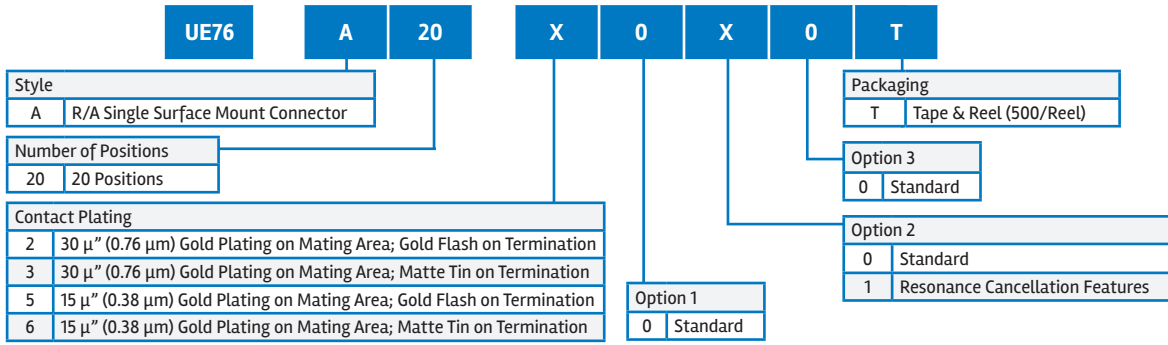 UE76 A 20 X 0 X 0 T
Style
A R/A Single Surface Mount Connector
Number of Positions
20 20 Positions
Contact Plating
2 30 μ” (0.76 μm) Gold Plating on Mating Area; Gold Flash on Termination
3 30 μ” (0.76 μm) Gold Plating on Mating Area; Matte Tin on Termination
5 15 μ” (0.38 μm) Gold Plating on Mating Area; Gold Flash on Termination
6 15 μ” (0.38 μm) Gold Plating on Mating Area; Matte Tin on Termination
Option 1
0 Standard
Packaging
T Tape & Reel (500/Reel)
Option 3
0 Standard
Option 2
0 Standard
1 Resonance Cancellation Features